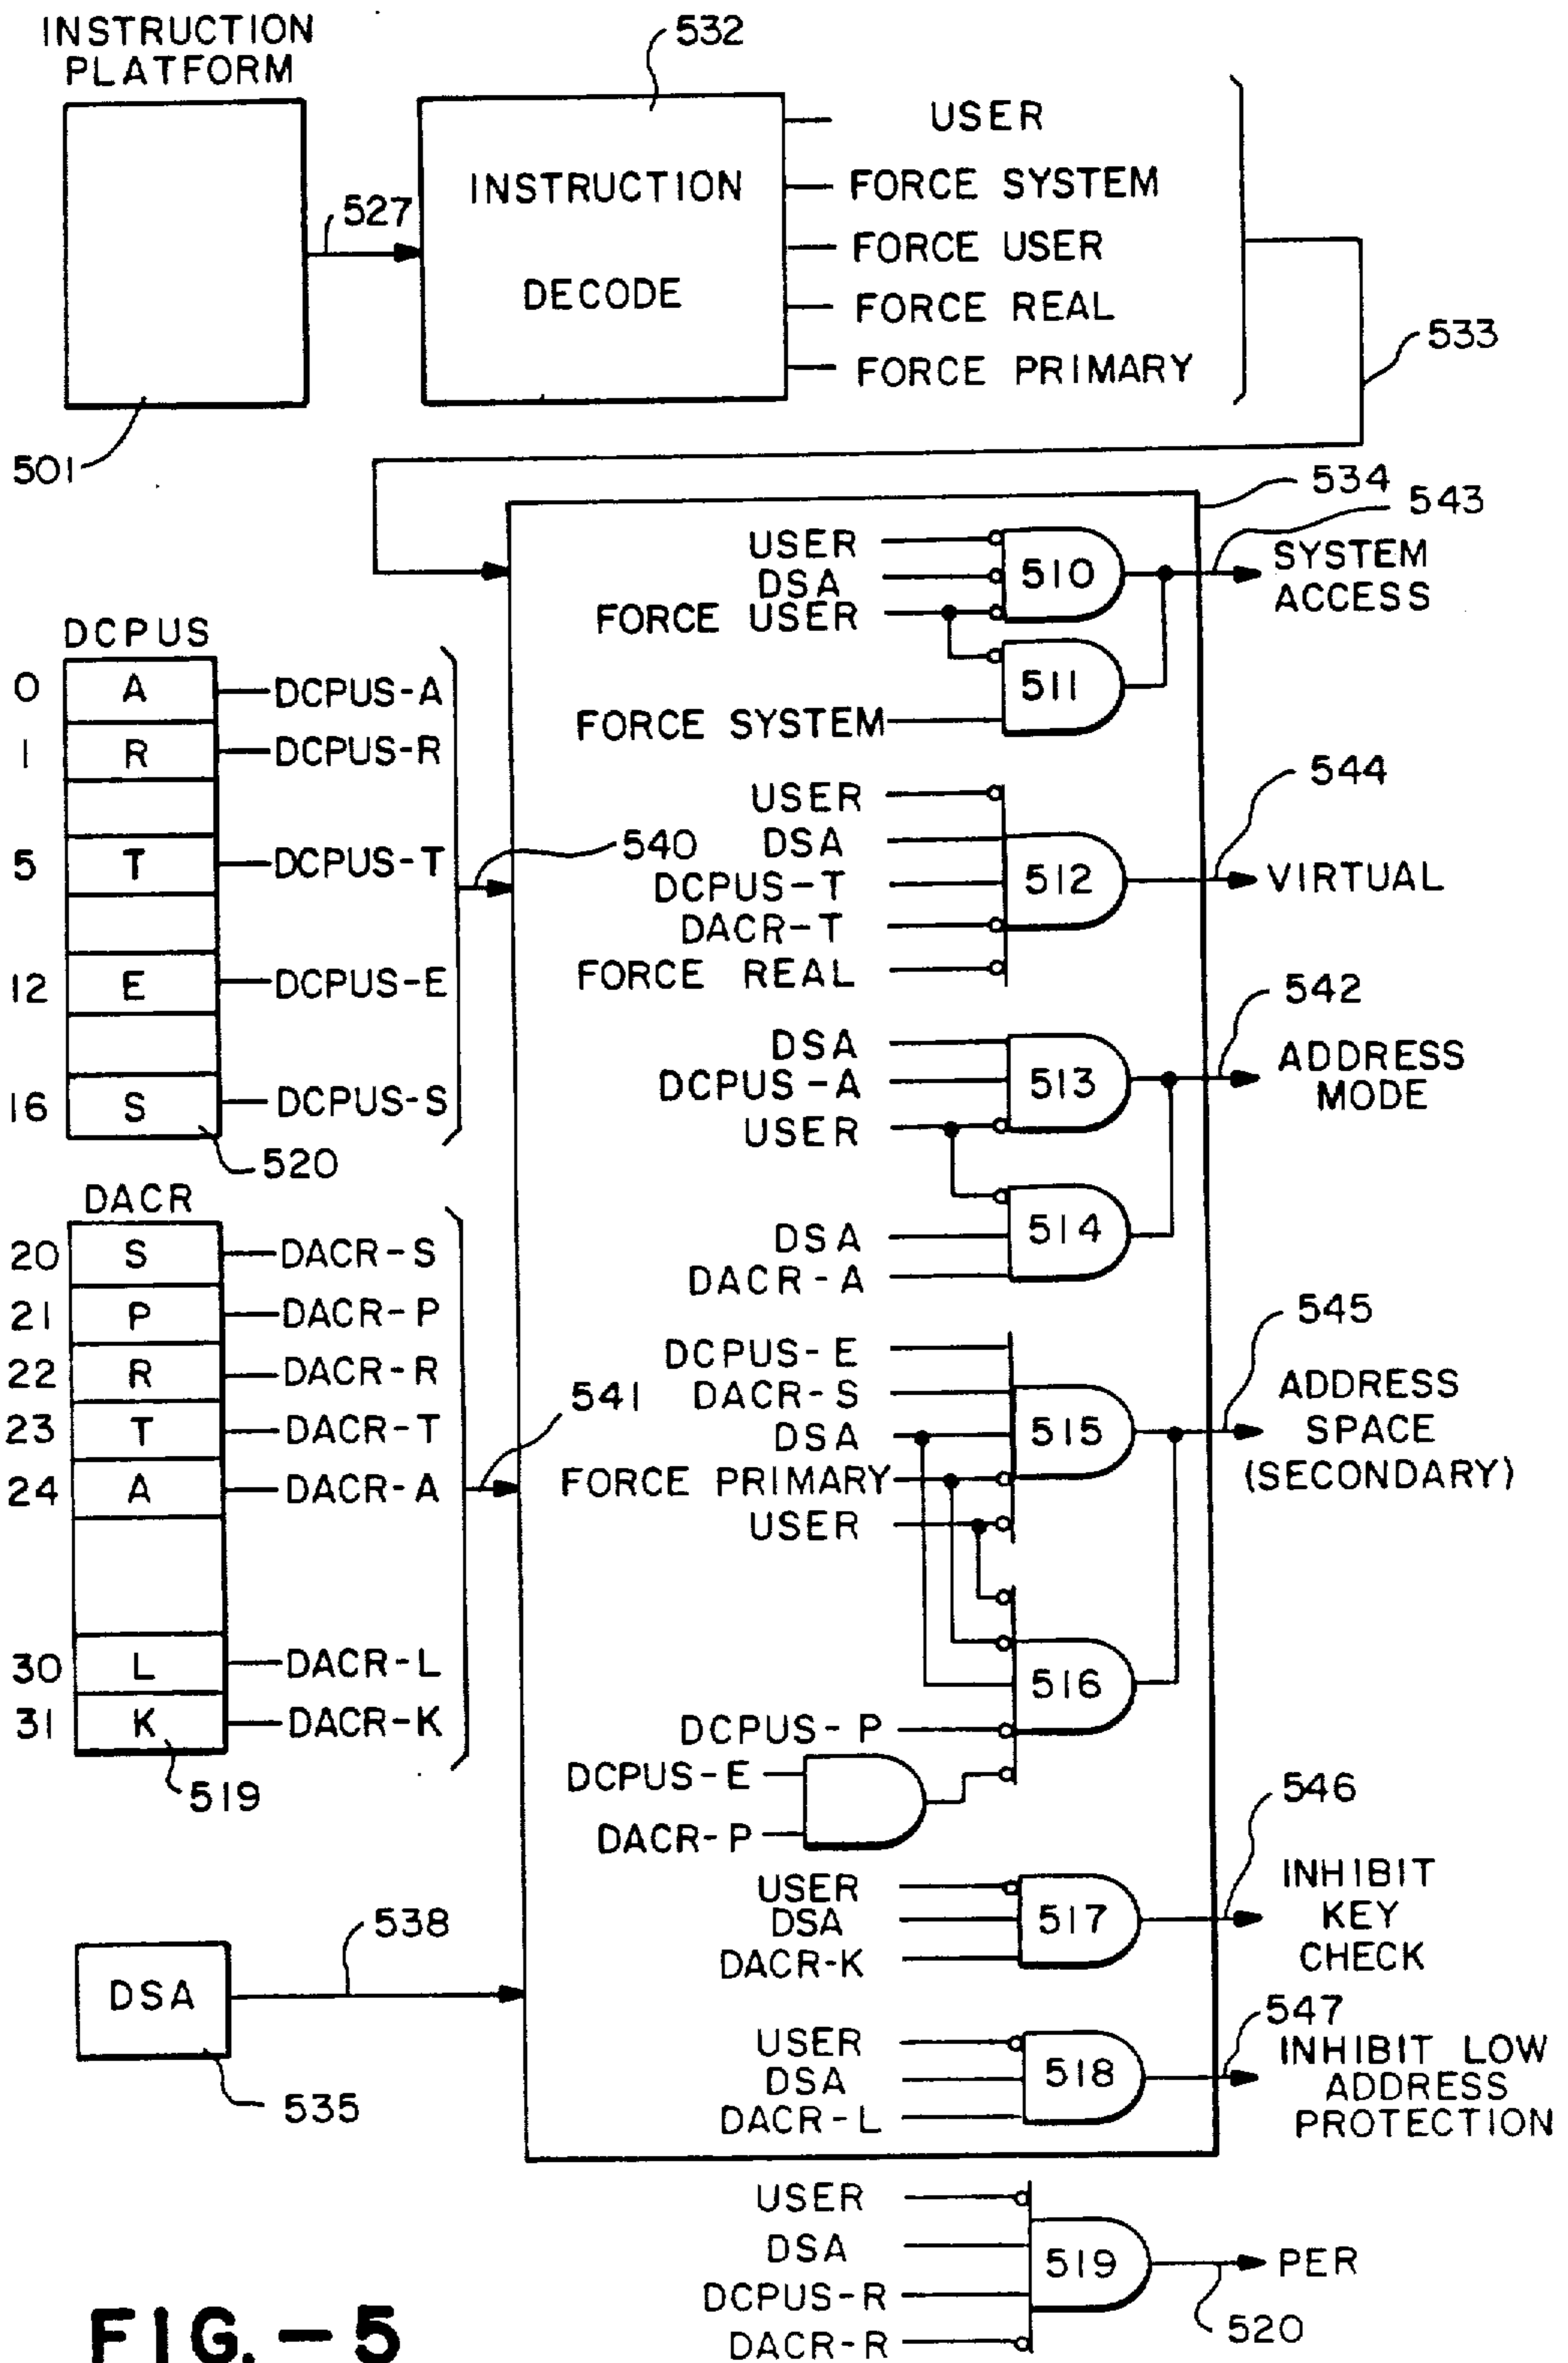 INSTRUCTION
PLATFORM
532
USER
INSTRUCTION
DECODE
FORCE SYSTEM
527
FORCE USER
FORCE REAL
FORCE PRIMARY
533
501
534
543
USER
DSA
FORCE USER
510
SYSTEM
ACCESS
511
FORCE SYSTEM
DCPUS
0 A DCPUS-A
1 R DCPUS-R
5 T DCPUS-T
12 E DCPUS-E
16 S DCPUS-S
520
540
544
USER
DSA
DCPUS-T
DACR-T
FORCE REAL
512
VIRTUAL
542
DSA
DCPUS-A
USER
513
ADDRESS
MODE
514
DSA
DACR-A
DACR
20 S DACR-S
21 P DACR-P
22 R DACR-R
23 T DACR-T
24 A DACR-A
30 L DACR-L
31 K DACR-K
519
541
545
DCPUS-E
DACR-S
DSA
FORCE PRIMARY
USER
515
ADDRESS
SPACE
(SECONDARY)
516
DCPUS-P
DCPUS-E
DACR-P
546
USER
DSA
DACR-K
517
INHIBIT
KEY
CHECK
DSA
538
535
547
USER
DSA
DACR-L
518
INHIBIT LOW
ADDRESS
PROTECTION
USER
DSA
DCPUS-R
DACR-R
519
PER
520
FIG.-5